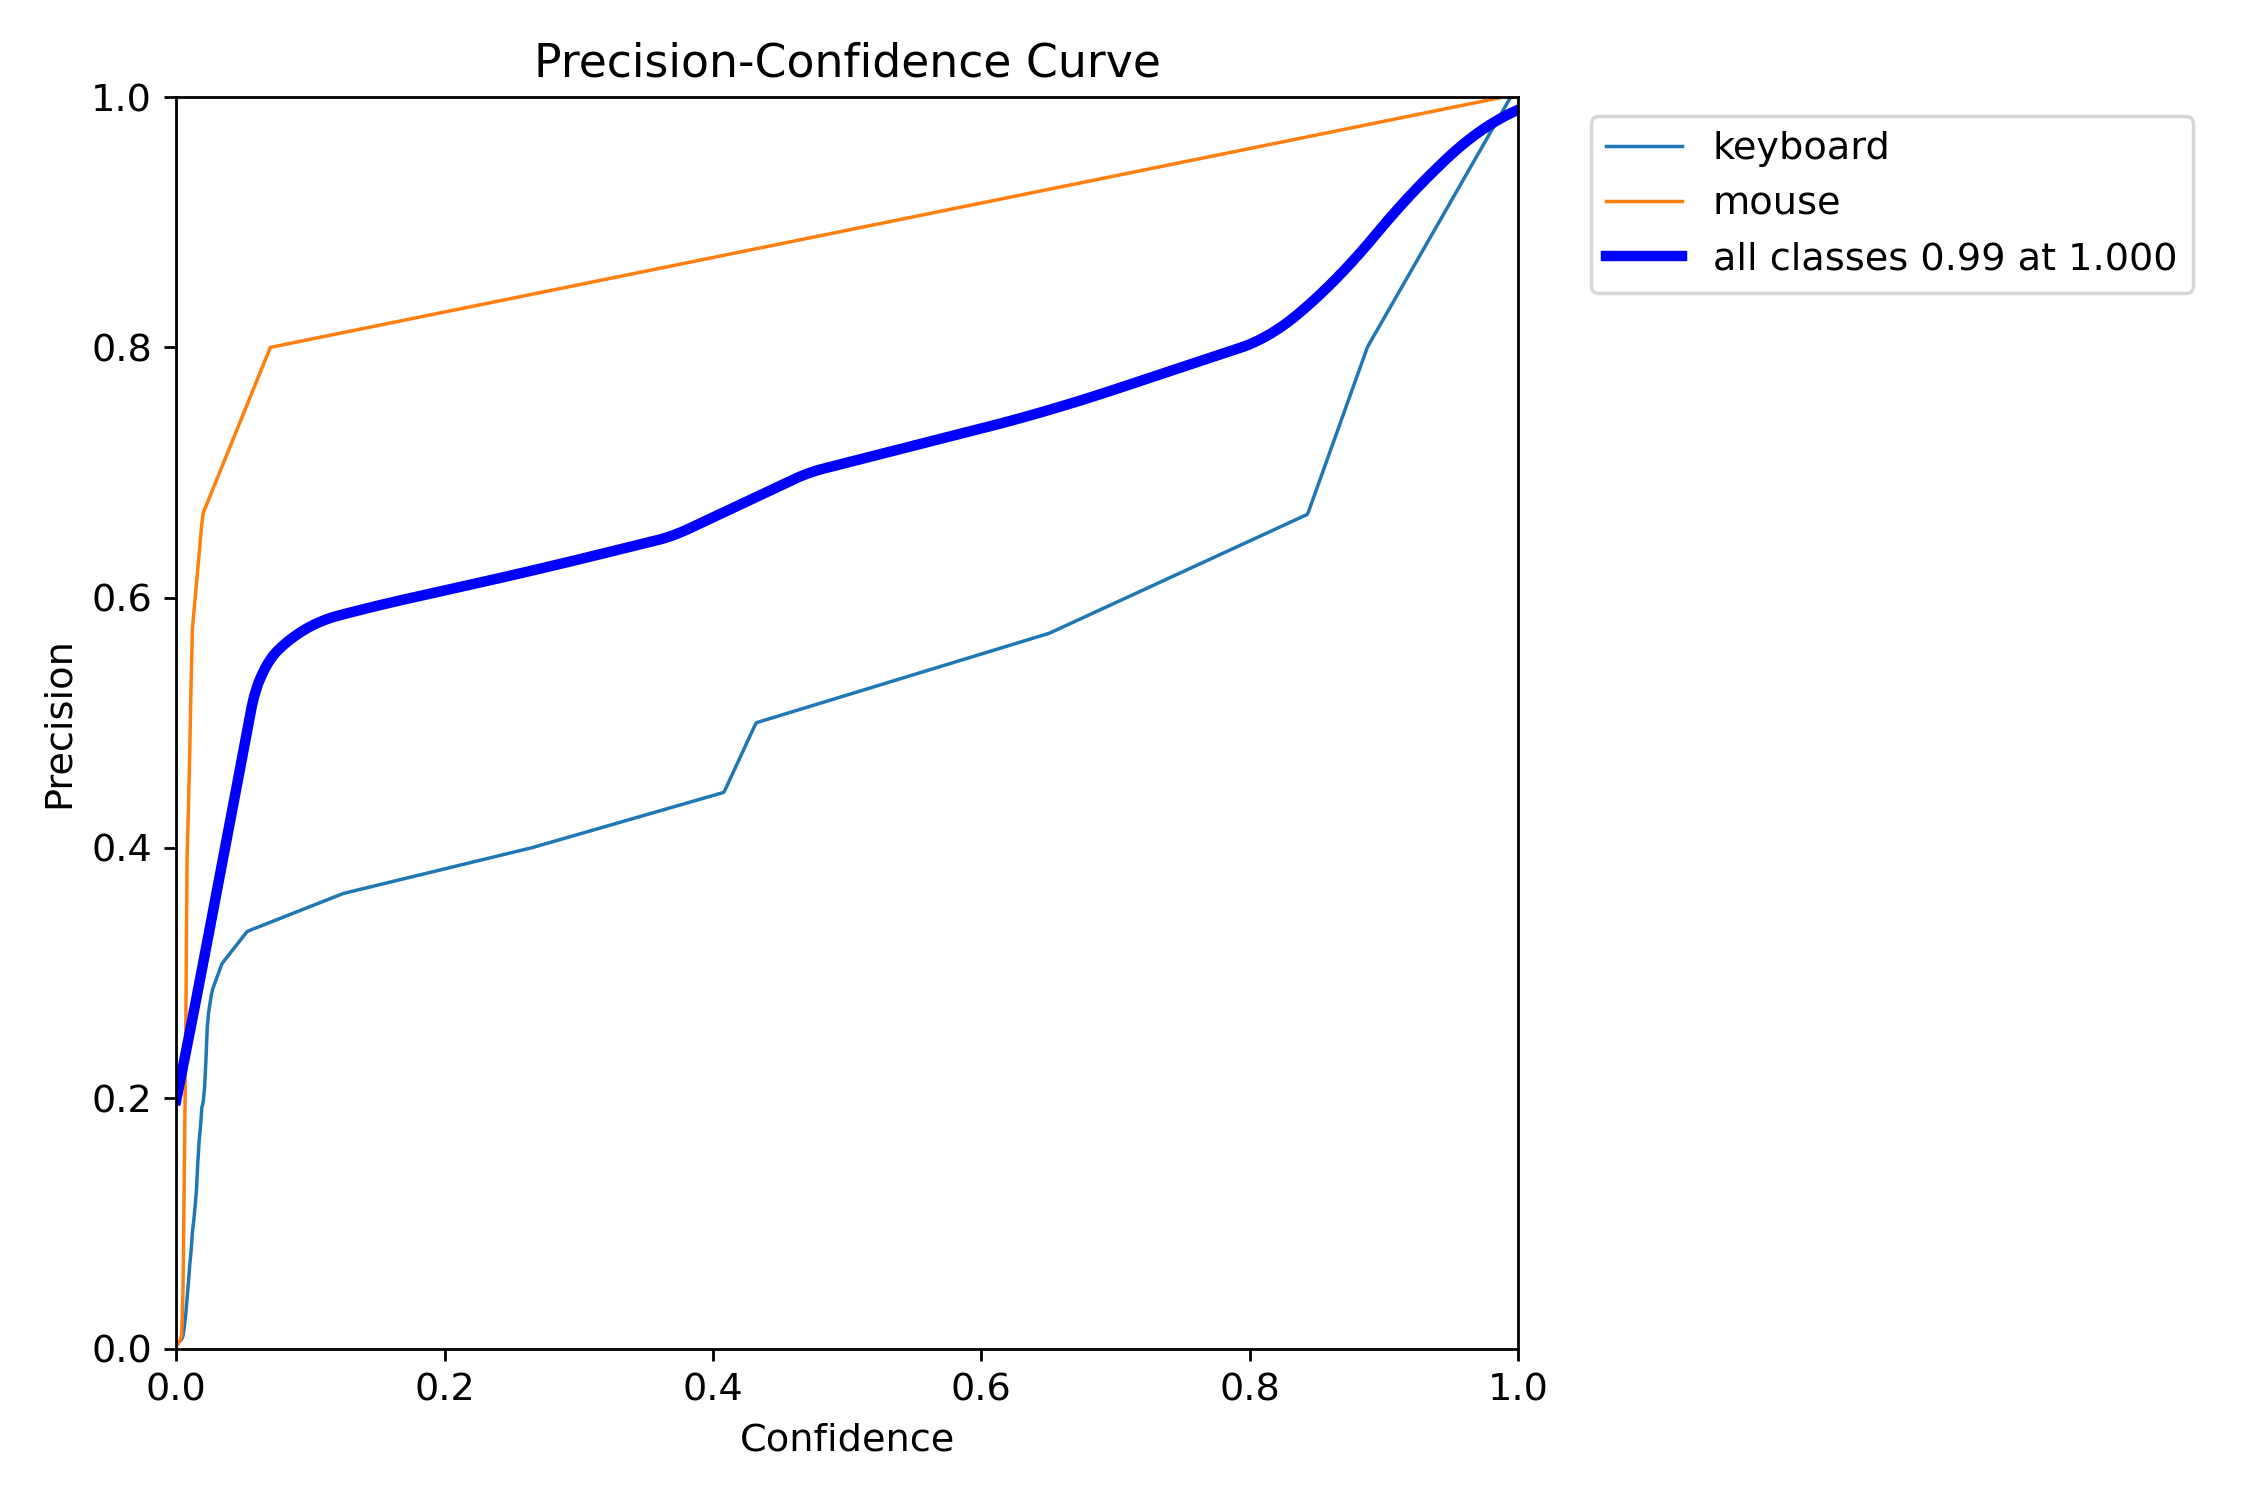 Precision-Confidence Curve
1.0
0.8
0.6
0.4
0.2
0.0
Precision
0.0 0.2 0.4 0.6 0.8 1.0
Confidence
keyboard
mouse
all classes 0.99 at 1.000